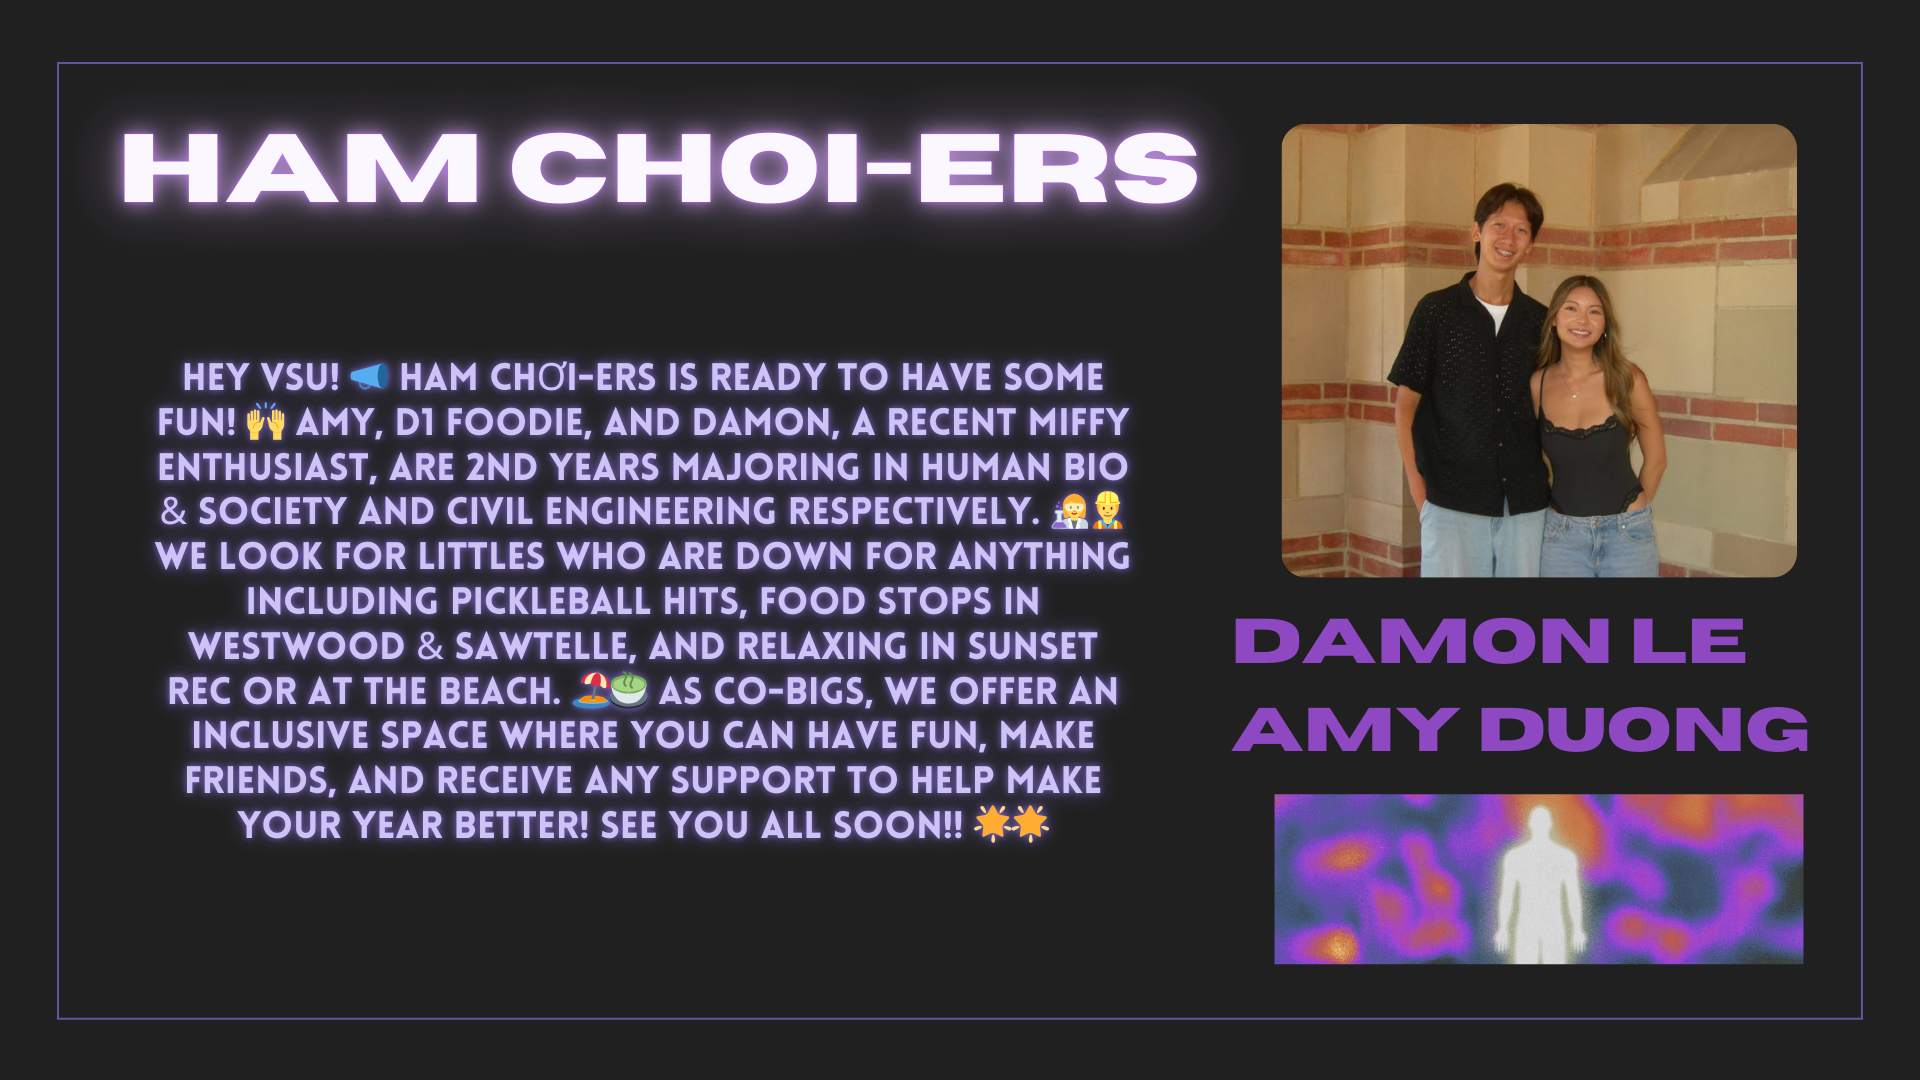 HAM CHOI-ERS
HEY VSU! 📣 HAM CHƠI-ERS IS READY TO HAVE SOME
FUN! 🙌 AMY, D1 FOODIE, AND DAMON, A RECENT MIFFY
ENTHUSIAST, ARE 2ND YEARS MAJORING IN HUMAN BIO
& SOCIETY AND CIVIL ENGINEERING RESPECTIVELY. 👩‍🔬👷
WE LOOK FOR LITTLES WHO ARE DOWN FOR ANYTHING
INCLUDING PICKLEBALL HITS, FOOD STOPS IN
WESTWOOD & SAWTELLE, AND RELAXING IN SUNSET
REC OR AT THE BEACH. 🏖️🍵 AS CO-BIGS, WE OFFER AN
INCLUSIVE SPACE WHERE YOU CAN HAVE FUN, MAKE
FRIENDS, AND RECEIVE ANY SUPPORT TO HELP MAKE
YOUR YEAR BETTER! SEE YOU ALL SOON!! 🌟🌟
DAMON LE
AMY DUONG